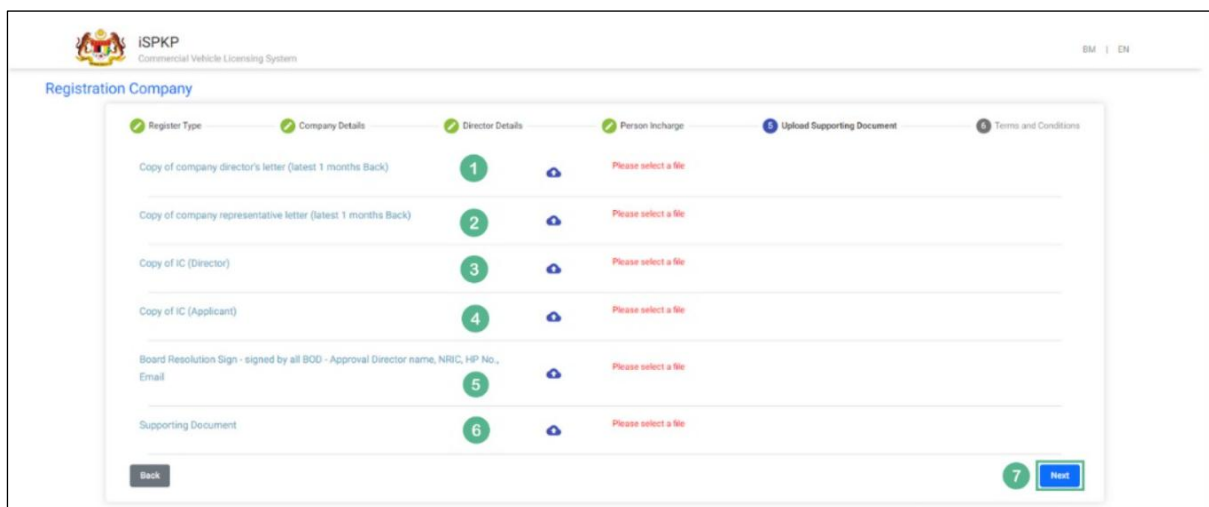 iSPKP
Commercial Vehicle Licensing System
BM | EN
Registration Company
Register Type
Company Details
Director Details
Person Incharge
5 Upload Supporting Document
6 Terms and Conditions
Copy of company director's letter (latest 1 months Back) 1 Please select a file
Copy of company representative letter (latest 1 months Back) 2 Please select a file
Copy of IC (Director) 3 Please select a file
Copy of IC (Applicant) 4 Please select a file
Board Resolution Sign - signed by all BOD - Approval Director name, NRIC, HP No.,
Email 5 Please select a file
Supporting Document 6 Please select a file
Back 7 Next